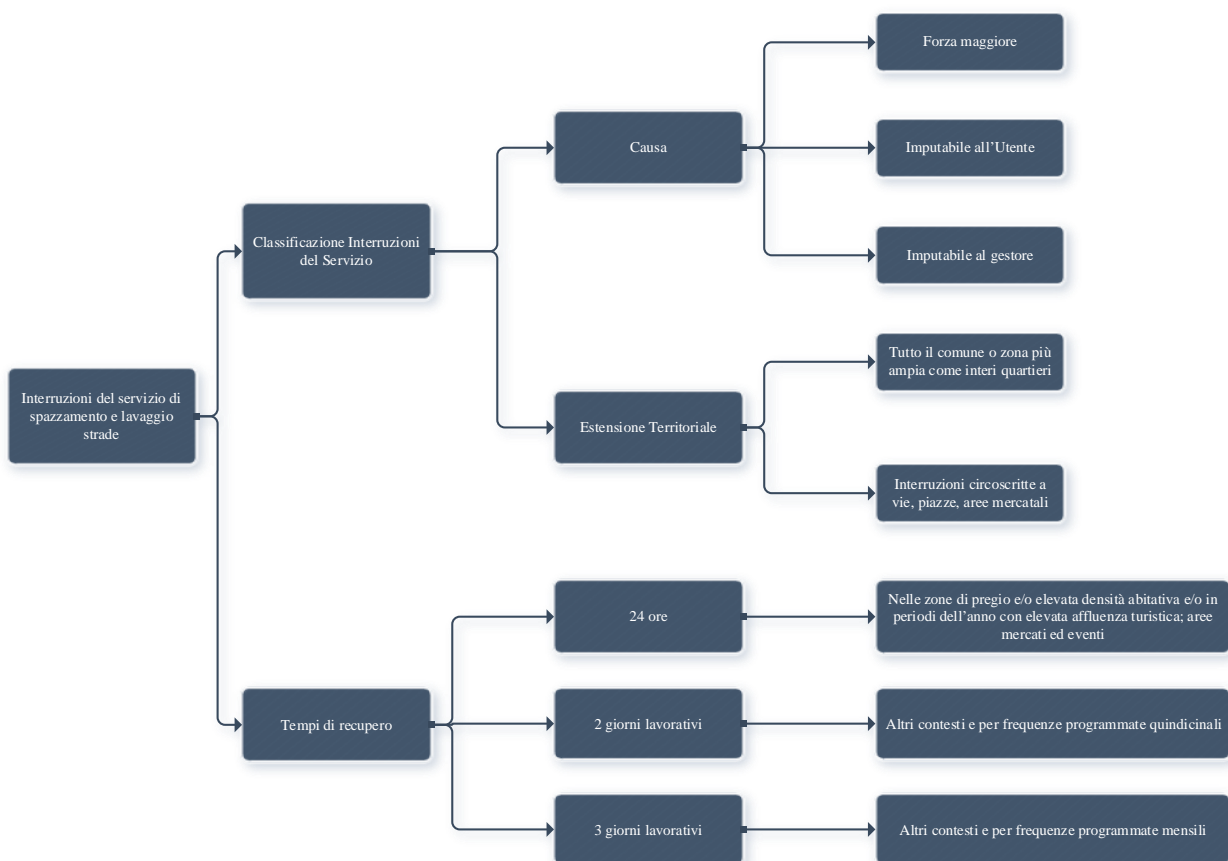 Interruzioni del servizio di
spazzamento e lavaggio
strade
Classificazione Interruzioni
del Servizio
Causa
Forza maggiore
Imputabile all’Utente
Imputabile al gestore
Estensione Territoriale
Tutto il comune o zona più
ampia come interi quartieri
Interruzioni circoscritte a
vie, piazze, aree mercatali
Tempi di recupero
24 ore
Nelle zone di pregio e/o elevata densità abitativa e/o in
periodi dell’anno con elevata affluenza turistica; aree
mercati ed eventi
2 giorni lavorativi
Altri contesti e per frequenze programmate quindicinali
3 giorni lavorativi
Altri contesti e per frequenze programmate mensili